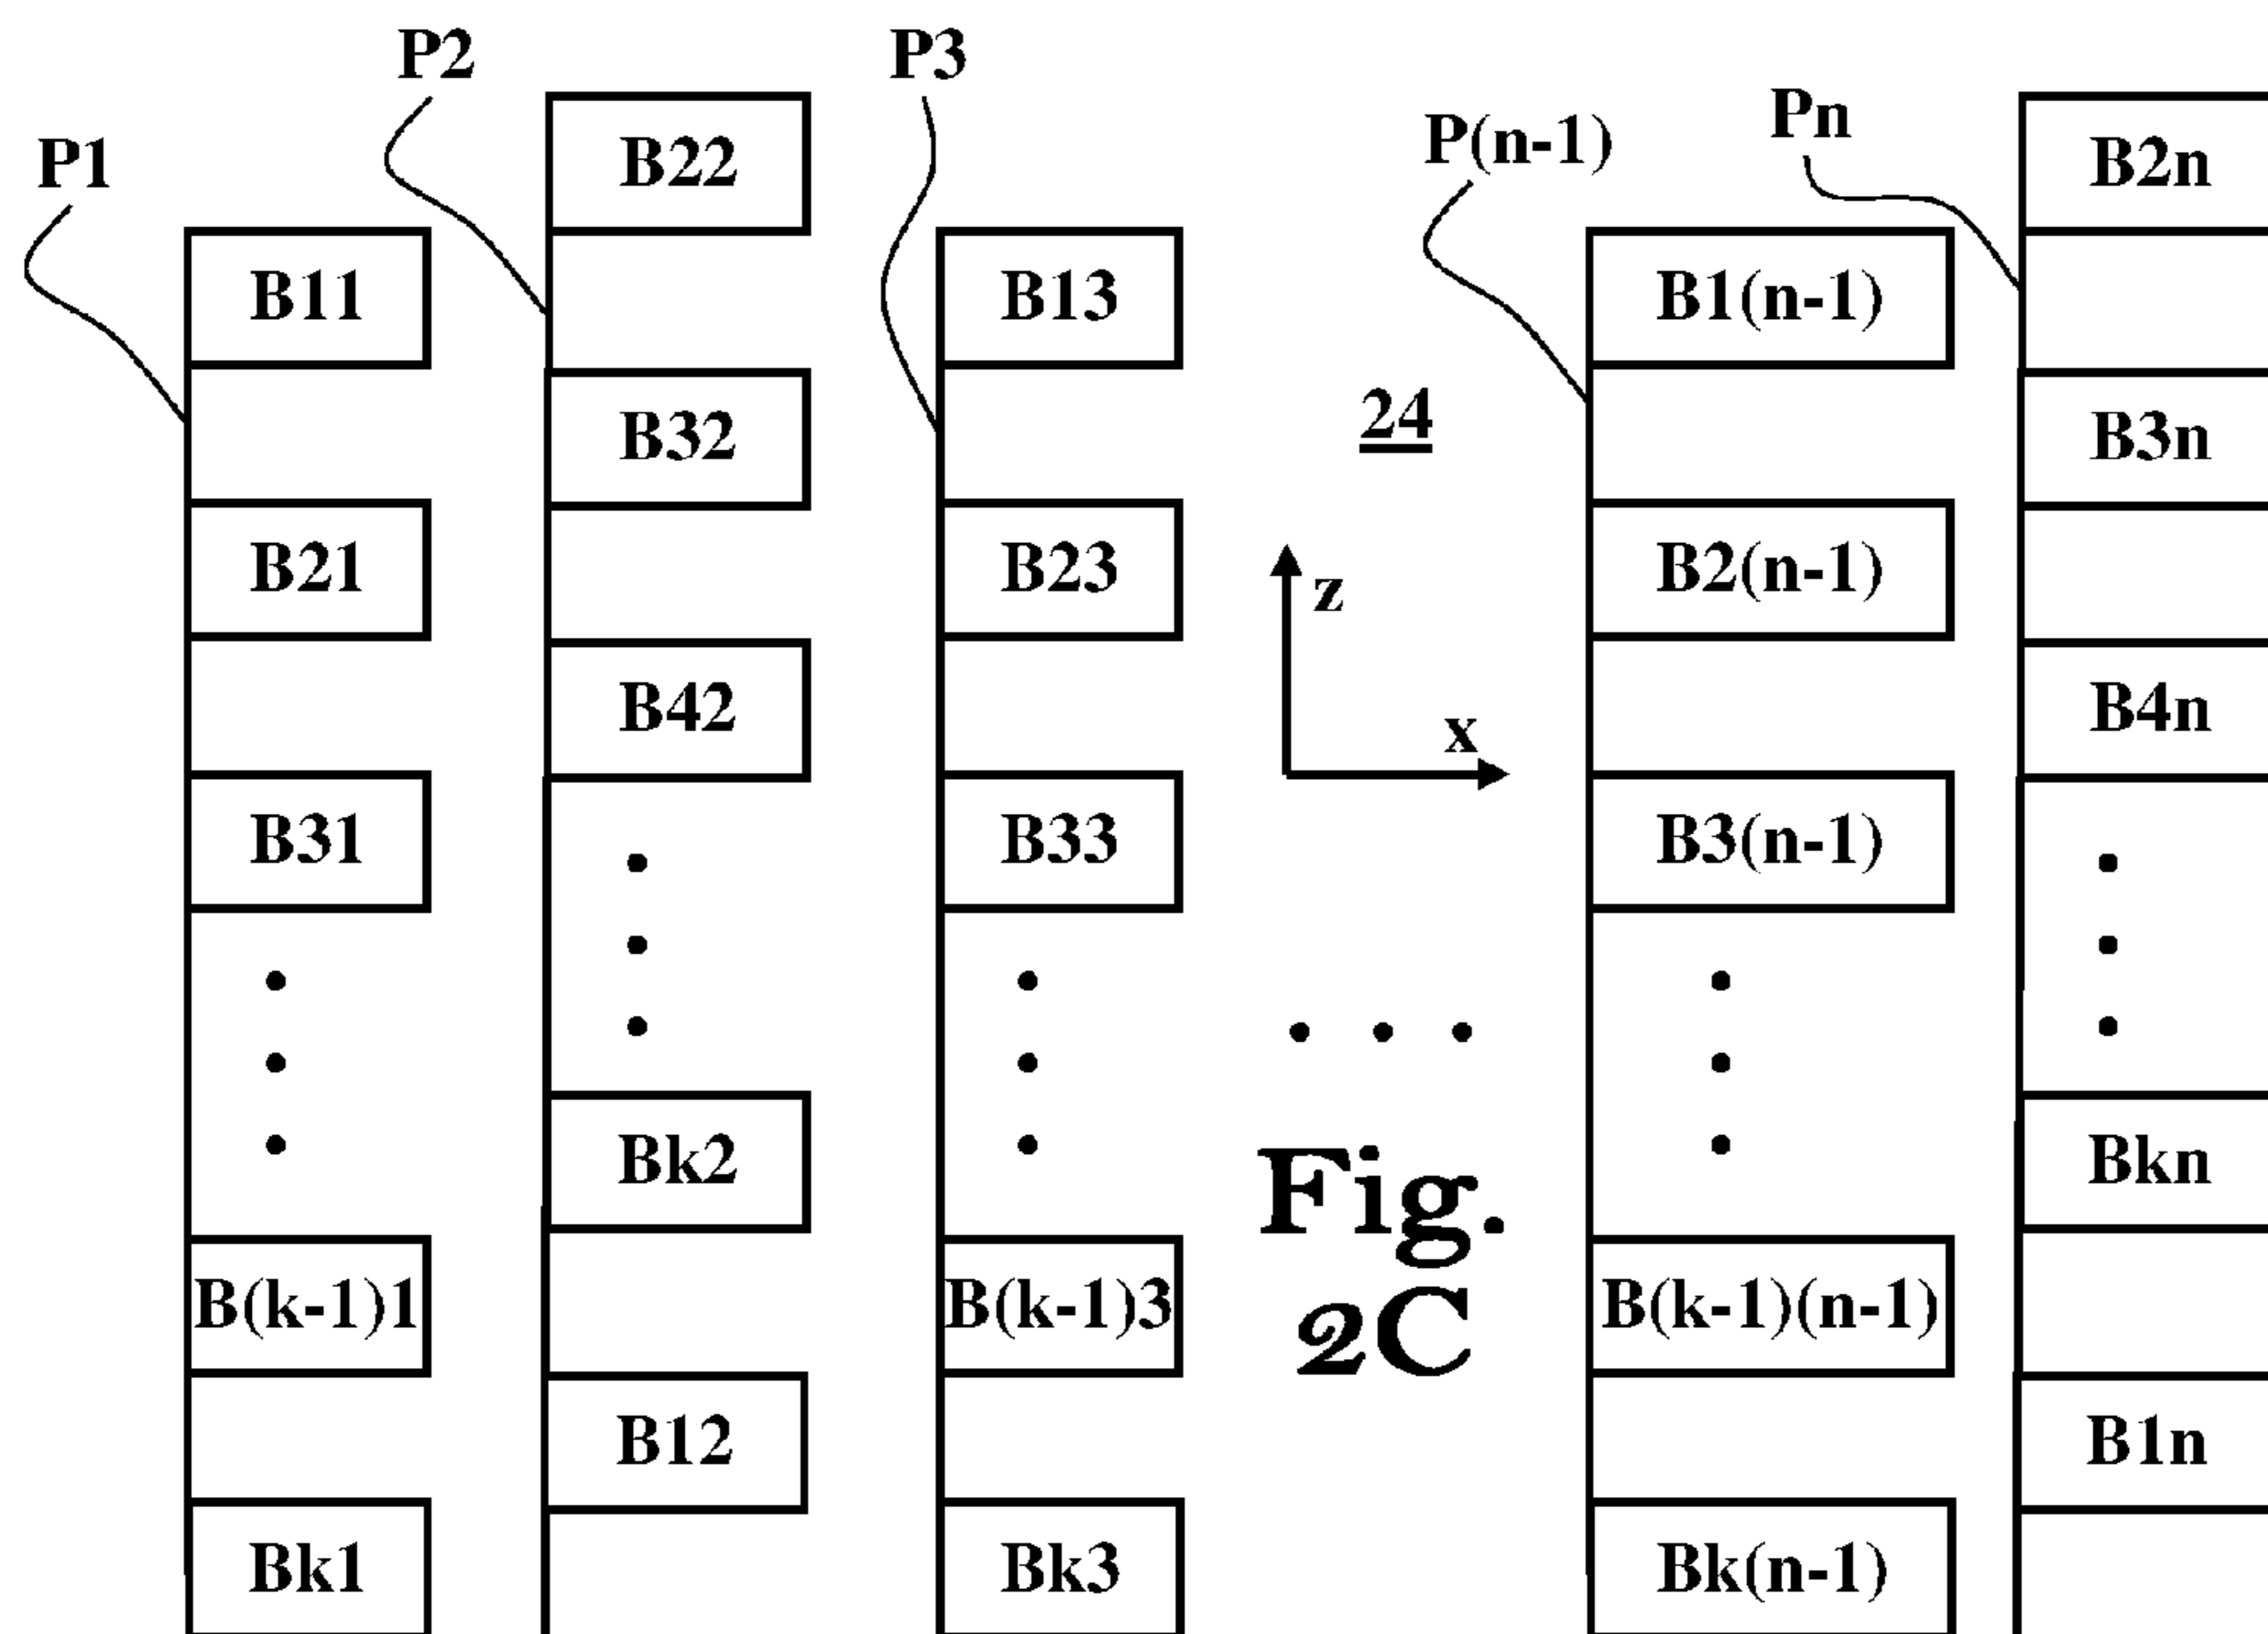 P1
P2
P3
P(n-1)
Pn
B11
B21
B31
B(k-1)1
Bk1
B22
B32
B42
Bk2
B12
B13
B23
B33
B(k-1)3
Bk3
24
z
x
Fig.
2C
B1(n-1)
B2(n-1)
B3(n-1)
B(k-1)(n-1)
Bk(n-1)
B2n
B3n
B4n
Bkn
B1n